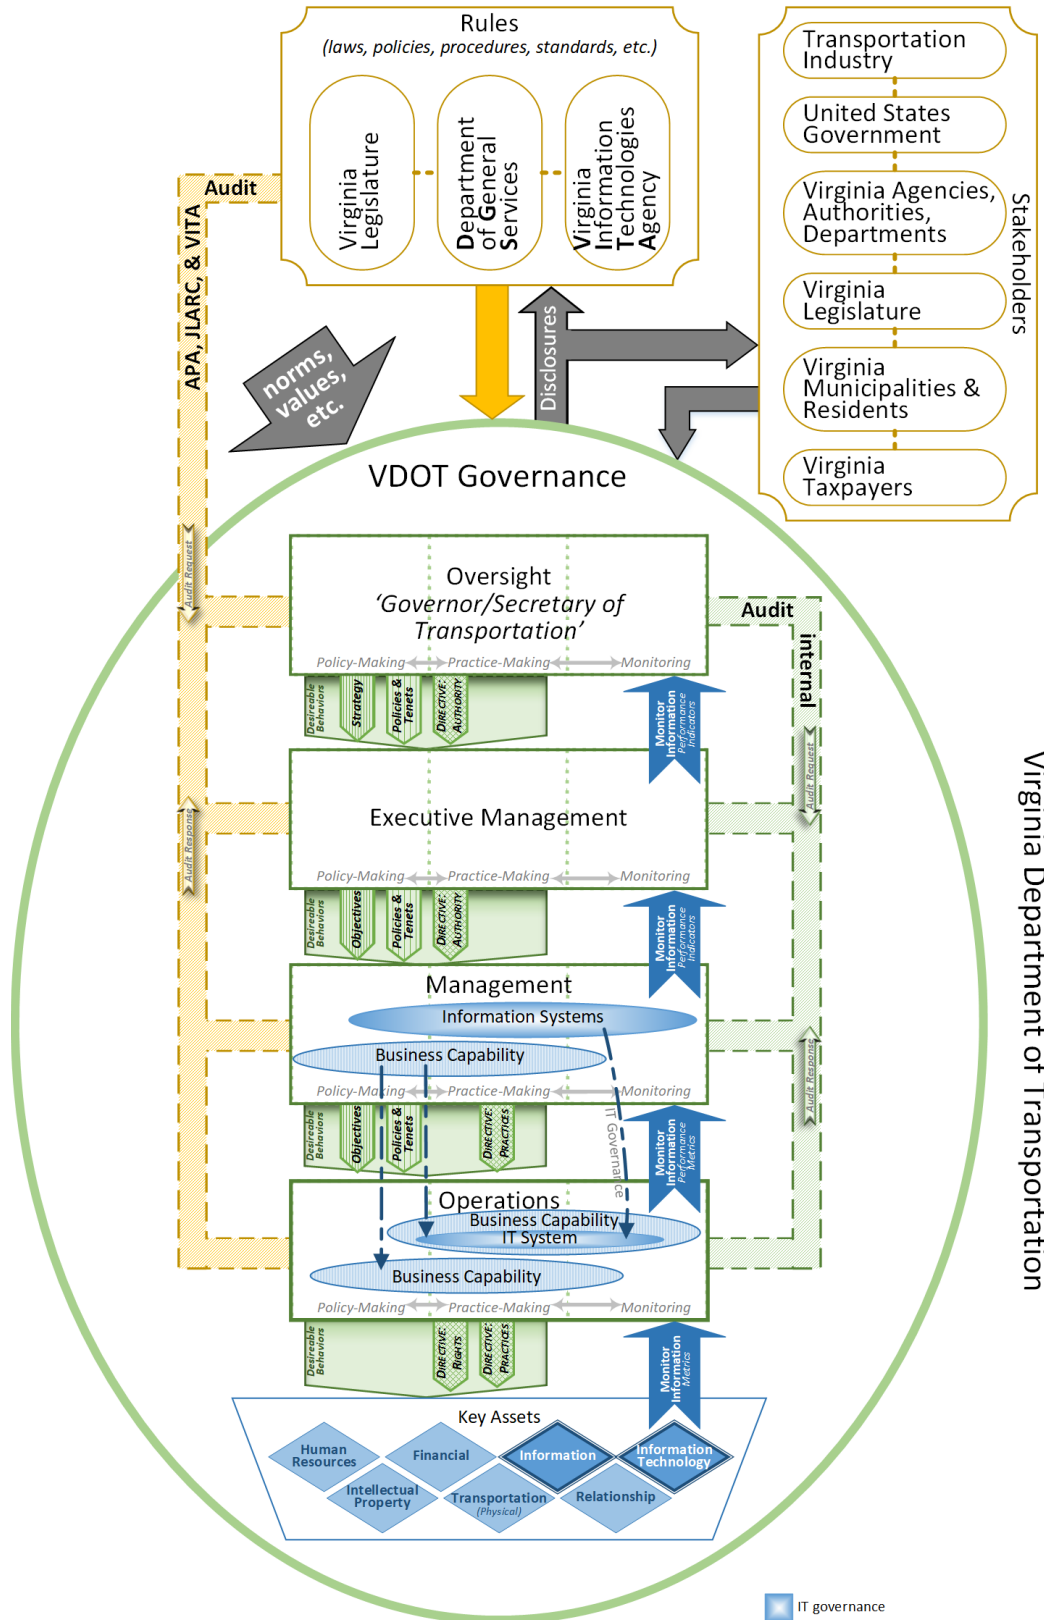 Rules
(laws, policies, procedures, standards, etc.)
Virginia
Legislature
Department
of General
Services
Virginia
Information
Technologies
Agency
Transportation
Industry
United States
Government
Virginia Agencies,
Authorities,
Departments
Virginia
Legislature
Virginia
Municipalities &
Residents
Virginia
Taxpayers
Stakeholders
Audit
APA, JLARC, & VITA
norms,
values,
etc.
Disclosures
VDOT Governance
Audit Request
Oversight
‘Governor/Secretary of
Transportation’
Policy-Making
Practice-Making
Monitoring
Audit
internal
Desireable
Behaviors
Strategy
Policies &
Tenets
DIRECTIVE:
AUTHORITY
Monitor
Information
Performance
Indicators
Audit Request
Executive Management
Policy-Making
Practice-Making
Monitoring
Audit Response
Desireable
Behaviors
Objectives
Policies &
Tenets
DIRECTIVE:
AUTHORITY
Monitor
Information
Performance
Indicators
Management
Information Systems
Business Capability
Policy-Making
Practice-Making
Monitoring
IT Governance
Audit Response
Desireable
Behaviors
Objectives
Policies &
Tenets
DIRECTIVE:
PRACTICES
Monitor
Information
Performance
Metrics
Operations
Business Capability
IT System
Business Capability
Policy-Making
Practice-Making
Monitoring
Desireable
Behaviors
DIRECTIVE:
RIGHTS
DIRECTIVE:
PRACTICES
Monitor
Information
Metrics
Key Assets
Human
Resources
Financial
Information
Information
Technology
Intellectual
Property
Transportation
(Physical)
Relationship
Virginia Department of Transportation
IT governance